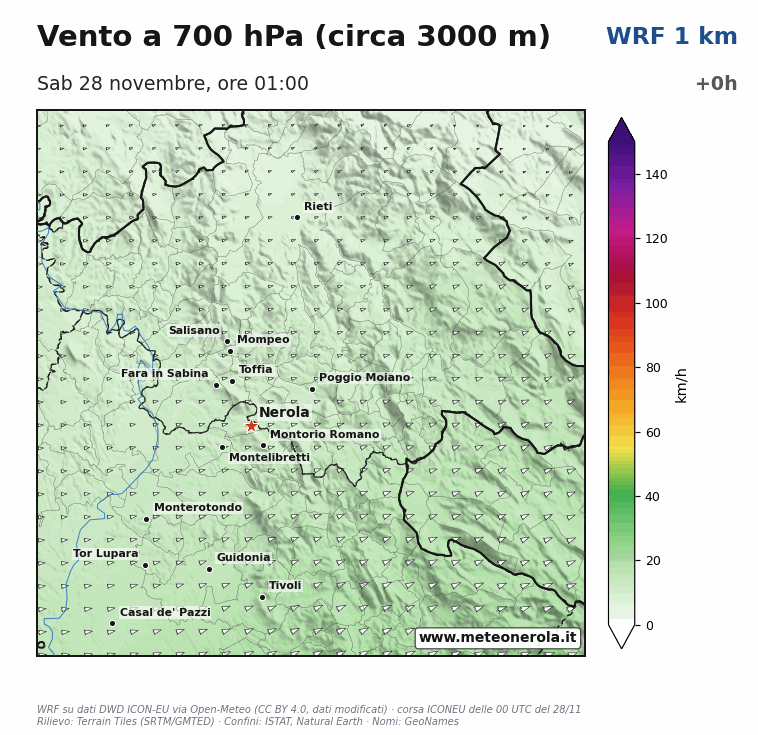 Vento a 700 hPa (circa 3000 m)
WRF 1 km
Sab 28 novembre, ore 01:00
+0h
Rieti
Salisano
Mompeo
Toffia
Fara in Sabina
Poggio Moiano
Nerola
Montorio Romano
Montelibretti
Monterotondo
Tor Lupara
Guidonia
Tivoli
Casal de' Pazzi
www.meteonerola.it
140
120
100
80
60
40
20
0
km/h
WRF su dati DWD ICON-EU via Open-Meteo (CC BY 4.0, dati modificati) · corsa ICONEU delle 00 UTC del 28/11
Rilievo: Terrain Tiles (SRTM/GMTED) · Confini: ISTAT, Natural Earth · Nomi: GeoNames